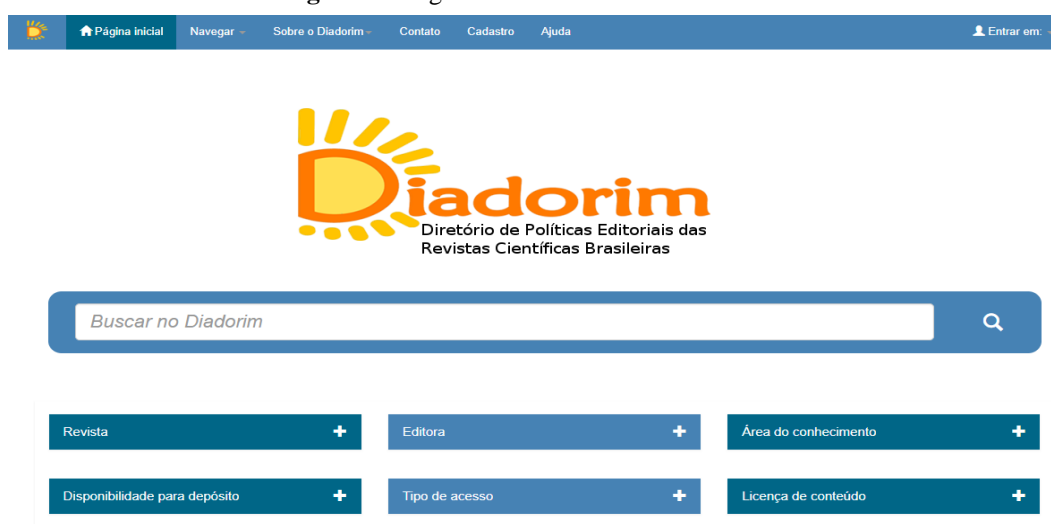 Página inicial Navegar Sobre o Diadorim Contato Cadastro Ajuda Entrar em:
Diadorim
Diretório de Políticas Editoriais das
Revistas Científicas Brasileiras
Buscar no Diadorim
Revista Editora Área do conhecimento
Disponibilidade para depósito Tipo de acesso Licença de conteúdo